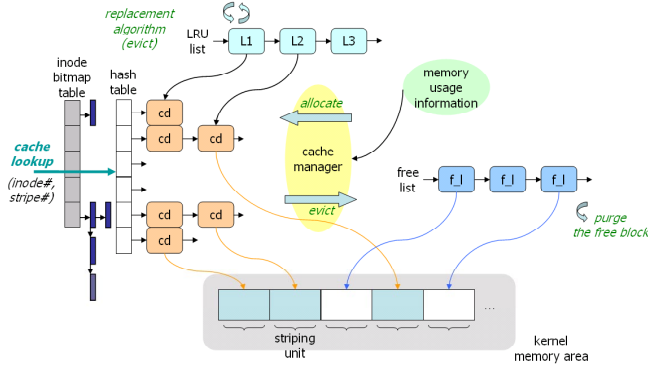 replacement
algorithm
(evict)
LRU
list
L1
L2
L3
inode
bitmap
table
hash
table
cd
cd
cd
cd
cd
cd
cache
lookup
(inode#,
stripe#)
allocate
cache
manager
evict
memory
usage
information
free
list
f_l
f_l
f_l
purge
the free block
striping
unit
...
kernel
memory area